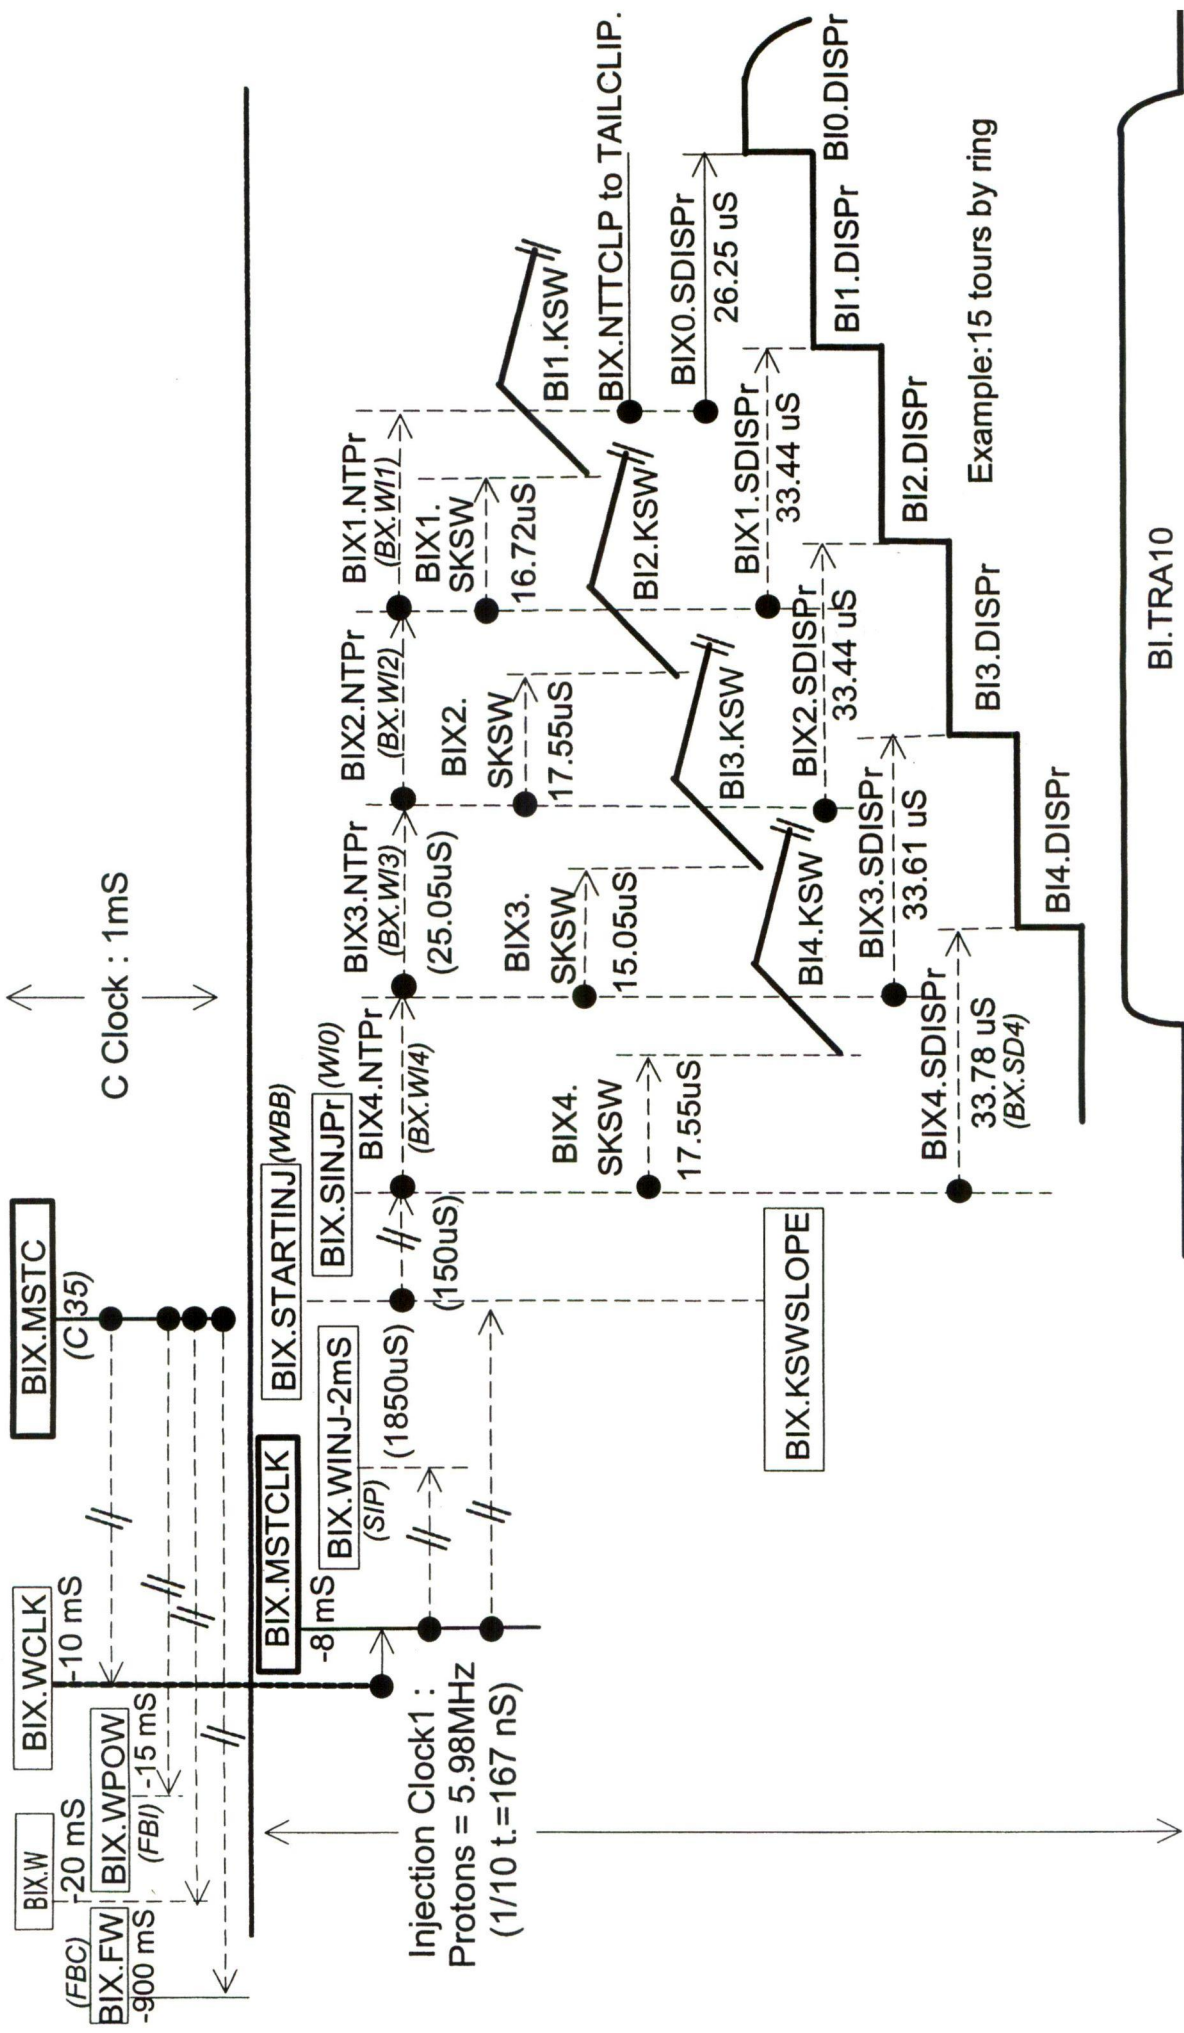 BIX.MSTC
(C 35)
C Clock : 1mS
BIX.WCLK
-10 mS
BIX.W
-20 mS
BIX.WPOW
(FBI)
-15 mS
(FBC)
BIX.FW
-900 mS
BIX.MSTCLK
-8 mS
BIX.STARTINJ (WBB)
BIX.WINJ-2mS
(SIP)
(1850uS)
BIX.SINJPr (WI0)
(150uS)
BIX4.NTPr
(BX.WI4)
BIX3.NTPr
(BX.WI3)
(25.05uS)
BIX2.NTPr
(BX.WI2)
BIX1.NTPr
(BX.WI1)
Injection Clock1 :
Protons = 5.98MHz
(1/10 t.=167 nS)
BIX4.
SKSW
17.55uS
BIX3.
SKSW
15.05uS
BIX2.
SKSW
17.55uS
BIX1.
SKSW
16.72uS
BI4.KSW
BI3.KSW
BI2.KSW
BI1.KSW
BIX.NTTCLP to TAILCLIP.
BIX.KSWSLOPE
BIX4.SDISPr
33.78 uS
(BX.SD4)
BIX3.SDISPr
33.61 uS
BIX2.SDISPr
33.44 uS
BIX1.SDISPr
33.44 uS
BIX0.SDISPr
26.25 uS
BI4.DISPr
BI3.DISPr
BI2.DISPr
BI1.DISPr
BI0.DISPr
Example:15 tours by ring
BI.TRA10